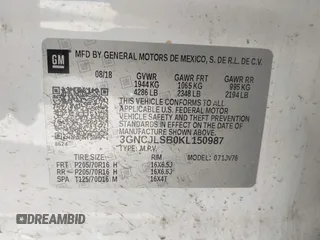 GM
MFD BY GENERAL MOTORS DE MEXICO, S. DE R.L. DE C.V.
08/18 GVWR GAWR FRT GAWR RR
1944 KG 1065 KG 995 KG
4286 LB 2348 LB 2194 LB
THIS VEHICLE CONFORMS TO ALL APPLICABLE
U.S. FEDERAL MOTOR VEHICLE SAFETY, BUMPER,
AND THEFT PREVENTION STANDARDS IN EFFECT ON
THE DATE OF MANUFACTURE SHOWN ABOVE.
3GNCJLSB0KL150987
TYPE: M.P.V. MODEL: 071JV76
TIRE SIZE RIM
FRT P205/70R16 H 16X6.5J
RR P205/70R16 H 16X6.5J
SPA T125/70D16 M 16X4T